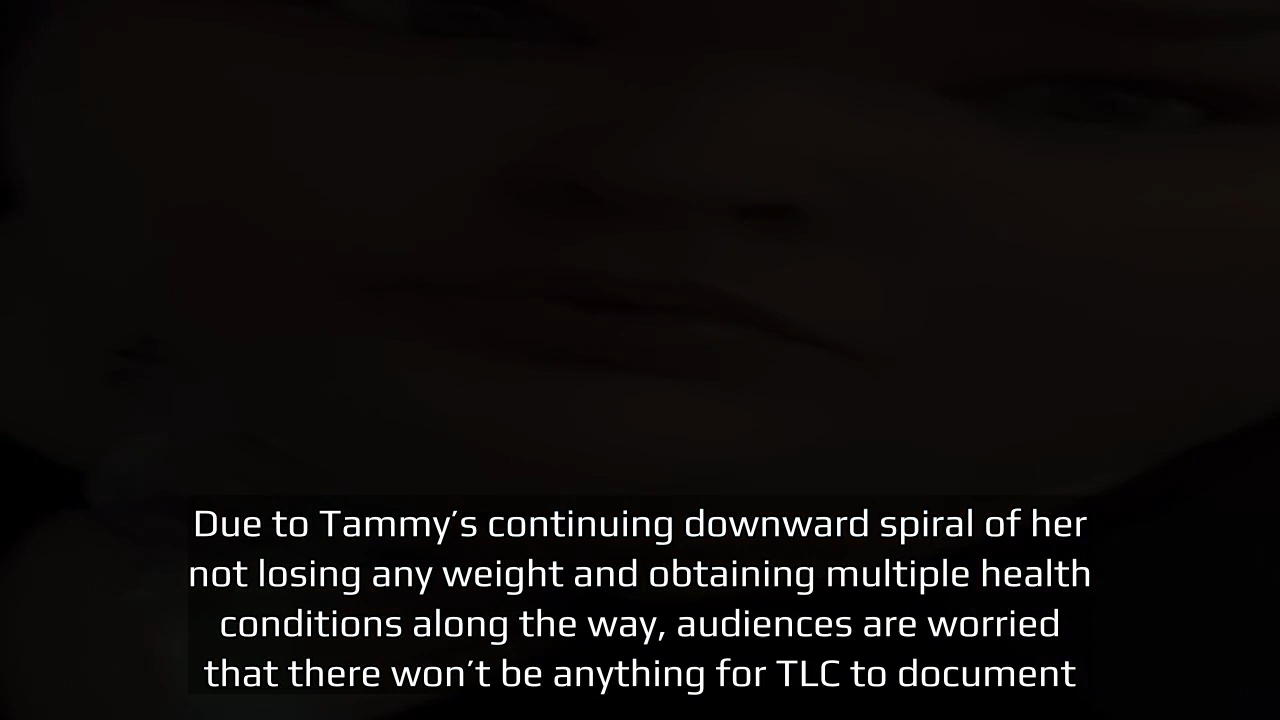 Due to Tammy’s continuing downward spiral of her
not losing any weight and obtaining multiple health
conditions along the way, audiences are worried
that there won’t be anything for TLC to document